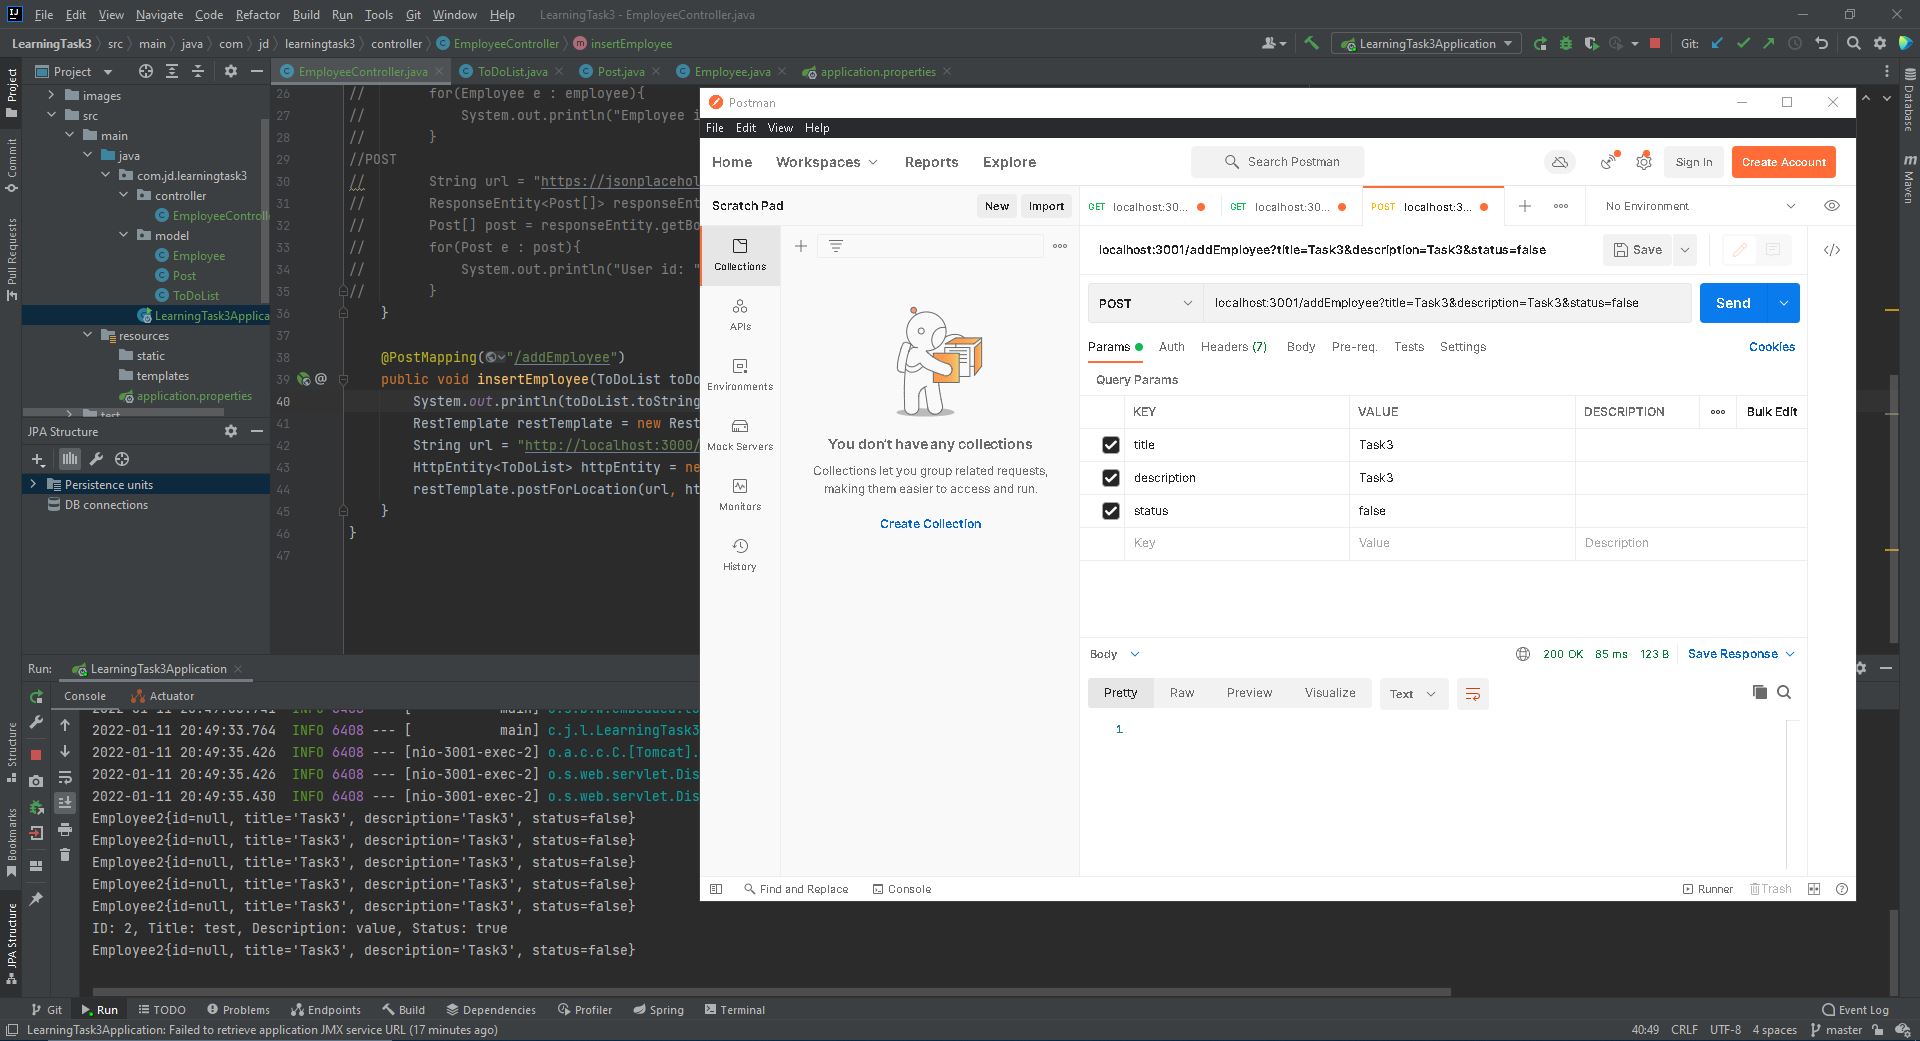 File Edit View Navigate Code Refactor Build Run Tools Git Window Help LearningTask3 - EmployeeController.java
LearningTask3 src main java com jd learningtask3 controller EmployeeController insertEmployee
LearningTask3Application Git:
Project
EmployeeController.java ToDoList.java Post.java Employee.java application.properties
images
src
main
java
com.jd.learningtask3
controller
EmployeeControll
model
Employee
Post
ToDoList
LearningTask3Applica
resources
static
templates
application.properties
test
JPA Structure
Persistence units
DB connections
Project
Commit
Pull Requests
Structure
Bookmarks
JPA Structure
Database
Maven
26 // for(Employee e : employee){
27 // System.out.println("Employee i
28 // }
29 //POST
30 // String url = "https://jsonplacehol
31 // ResponseEntity<Post[]> responseEnt
32 // Post[] post = responseEntity.getBo
33 // for(Post e : post){
34 // System.out.println("User id: "
35 // }
36 }
37
38 @PostMapping("/addEmployee")
39 public void insertEmployee(ToDoList toDo
40 System.out.println(toDoList.toString
41 RestTemplate restTemplate = new Rest
42 String url = "http://localhost:3000/
43 HttpEntity<ToDoList> httpEntity = ne
44 restTemplate.postForLocation(url, ht
45 }
46 }
47
Postman
File Edit View Help
Home Workspaces Reports Explore Search Postman Sign In Create Account
Scratch Pad New Import
GET localhost:30... GET localhost:30... POST localhost:3... No Environment
Collections
APIs
Environments
Mock Servers
Monitors
History
You don't have any collections
Collections let you group related requests,
making them easier to access and run.
Create Collection
localhost:3001/addEmployee?title=Task3&description=Task3&status=false Save
POST localhost:3001/addEmployee?title=Task3&description=Task3&status=false Send
Params Auth Headers (7) Body Pre-req. Tests Settings Cookies
Query Params
KEY VALUE DESCRIPTION Bulk Edit
title Task3
description Task3
status false
Key Value Description
Body 200 OK 85 ms 123 B Save Response
Pretty Raw Preview Visualize Text
1
Find and Replace Console Runner Trash
Run: LearningTask3Application
Console Actuator
2022-01-11 20:49:33.764 INFO 6408 --- [ main] c.j.l.LearningTask3
2022-01-11 20:49:35.426 INFO 6408 --- [nio-3001-exec-2] o.a.c.c.C.[Tomcat].
2022-01-11 20:49:35.426 INFO 6408 --- [nio-3001-exec-2] o.s.web.servlet.Dis
2022-01-11 20:49:35.430 INFO 6408 --- [nio-3001-exec-2] o.s.web.servlet.Dis
Employee2{id=null, title='Task3', description='Task3', status=false}
Employee2{id=null, title='Task3', description='Task3', status=false}
Employee2{id=null, title='Task3', description='Task3', status=false}
Employee2{id=null, title='Task3', description='Task3', status=false}
Employee2{id=null, title='Task3', description='Task3', status=false}
ID: 2, Title: test, Description: value, Status: true
Employee2{id=null, title='Task3', description='Task3', status=false}
Git Run TODO Problems Endpoints Build Dependencies Profiler Spring Terminal Event Log
LearningTask3Application: Failed to retrieve application JMX service URL (17 minutes ago) 40:49 CRLF UTF-8 4 spaces master